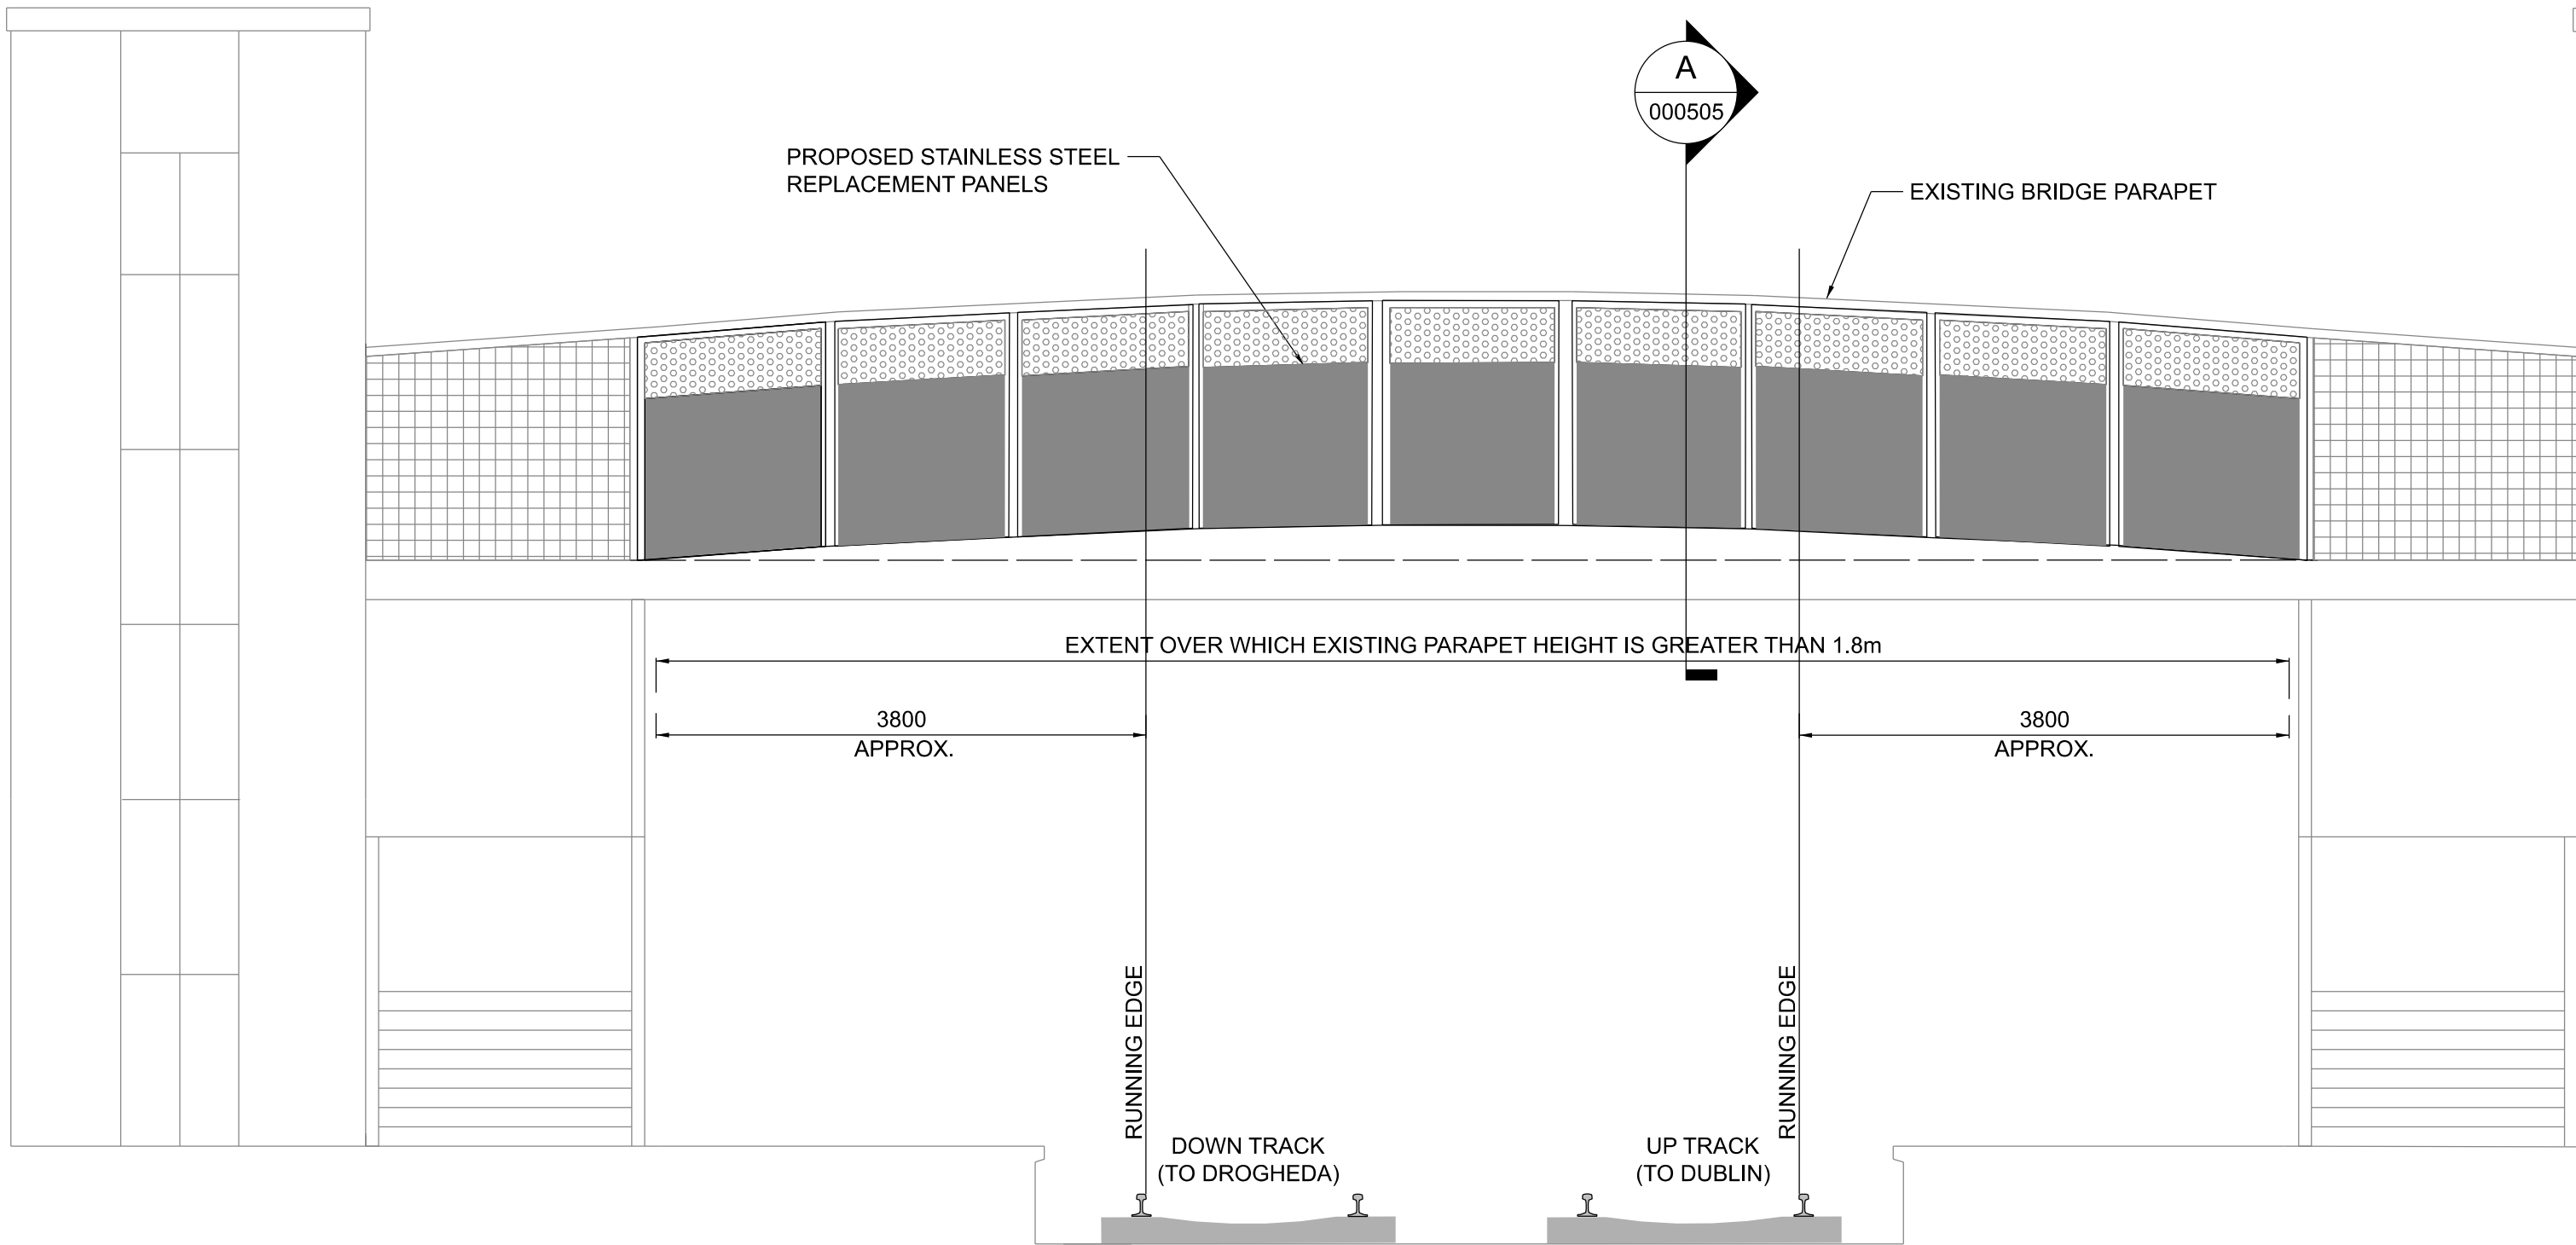 A
000505
PROPOSED STAINLESS STEEL
REPLACEMENT PANELS
EXISTING BRIDGE PARAPET
EXTENT OVER WHICH EXISTING PARAPET HEIGHT IS GREATER THAN 1.8m
3800
APPROX.
3800
APPROX.
RUNNING EDGE
RUNNING EDGE
DOWN TRACK
(TO DROGHEDA)
UP TRACK
(TO DUBLIN)